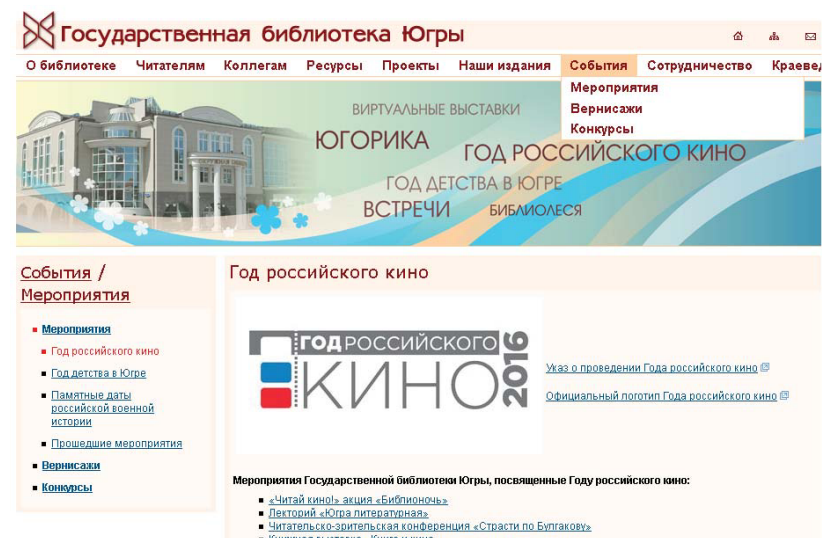 Государственная библиотека Югры
О библиотеке Читателям Коллегам Ресурсы Проекты Наши издания События Сотрудничество
Мероприятия
Вернисажи
Конкурсы
ВИРТУАЛЬНЫЕ ВЫСТАВКИ
ЮГОРИКА
ГОД РОССИЙСКОГО КИНО
ГОД ДЕТСТВА В ЮГРЕ
ВСТРЕЧИ
БИБЛИОЛЕСЯ
События /
Мероприятия
Мероприятия
Год российского кино
Год детства в Югре
Памятные даты
российской военной
истории
Прошедшие мероприятия
Вернисажи
Конкурсы
Год российского кино
ГОД РОССИЙСКОГО
КИНО
2016
Указ о проведении Года российского кино
Официальный логотип Года российского кино
Мероприятия Государственной библиотеки Югры, посвященные Году российского кино:
«Читай кино!» акция «Библионочь»
Лекторий «Югра литературная»
Читательско-зрительская конференция «Страсти по Булгакову»